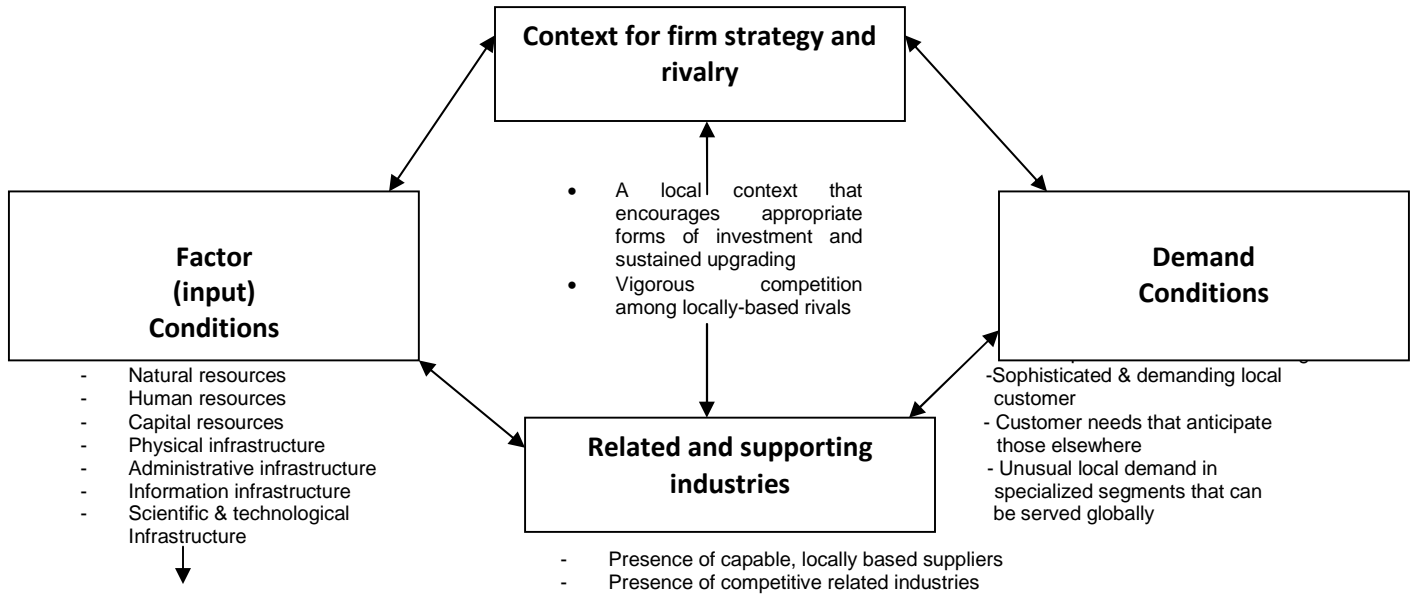 Context for firm strategy and
rivalry
• A local context that
encourages appropriate
forms of investment and
sustained upgrading
• Vigorous competition
among locally-based rivals
Factor
(input)
Conditions
Demand
Conditions
- Natural resources
- Human resources
- Capital resources
- Physical infrastructure
- Administrative infrastructure
- Information infrastructure
- Scientific & technological
Infrastructure
-Sophisticated & demanding local
customer
- Customer needs that anticipate
those elsewhere
- Unusual local demand in
specialized segments that can
be served globally
Related and supporting
industries
- Presence of capable, locally based suppliers
- Presence of competitive related industries